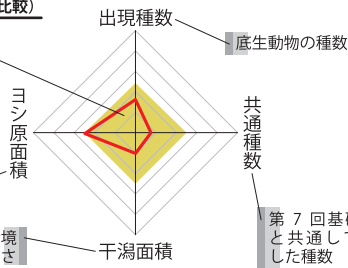 比較）
出現種数
底生動物の種数
ヨシ原面積
共通種数
第 7 回基礎
と共通して
した種数
境
さ
干潟面積